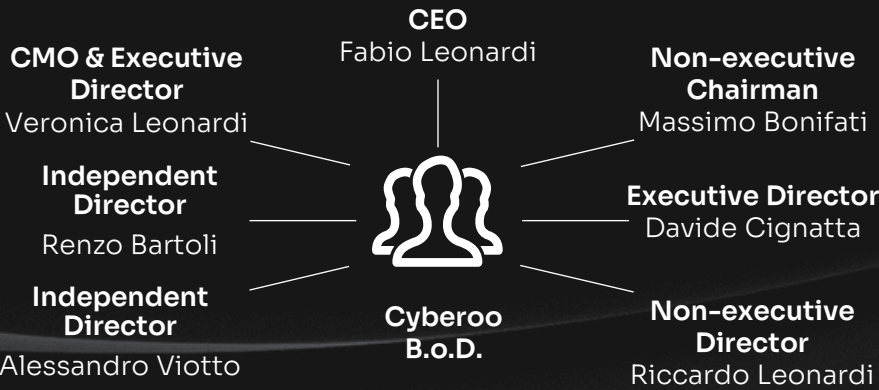 CEO
Fabio Leonardi
CMO & Executive
Director
Veronica Leonardi
Non-executive
Chairman
Massimo Bonifati
Independent
Director
Renzo Bartoli
Executive Director
Davide Cignatta
Independent
Director
Alessandro Viotto
Cyberoo
B.o.D.
Non-executive
Director
Riccardo Leonardi